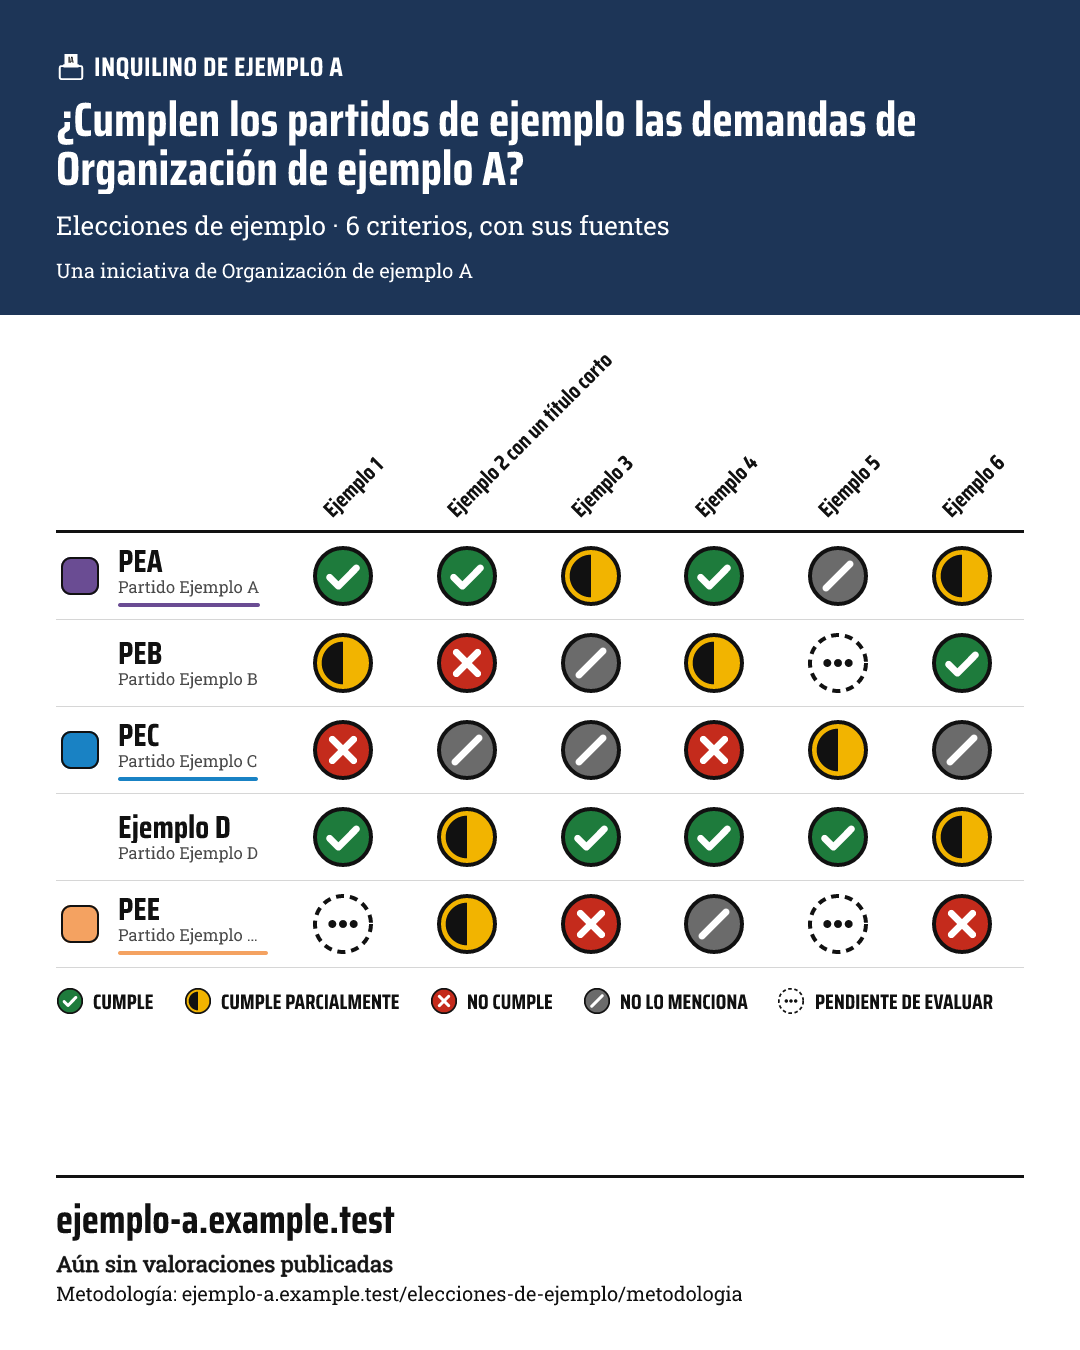 INQUILINO DE EJEMPLO A
¿Cumplen los partidos de ejemplo las demandas de
Organización de ejemplo A?
Elecciones de ejemplo · 6 criterios, con sus fuentes
Una iniciativa de Organización de ejemplo A
Ejemplo 1
Ejemplo 2 con un título corto
Ejemplo 3
Ejemplo 4
Ejemplo 5
Ejemplo 6
PEA
Partido Ejemplo A
PEB
Partido Ejemplo B
PEC
Partido Ejemplo C
Ejemplo D
Partido Ejemplo D
PEE
Partido Ejemplo ...
CUMPLE
CUMPLE PARCIALMENTE
NO CUMPLE
NO LO MENCIONA
PENDIENTE DE EVALUAR
ejemplo-a.example.test
Aún sin valoraciones publicadas
Metodología: ejemplo-a.example.test/elecciones-de-ejemplo/metodologia